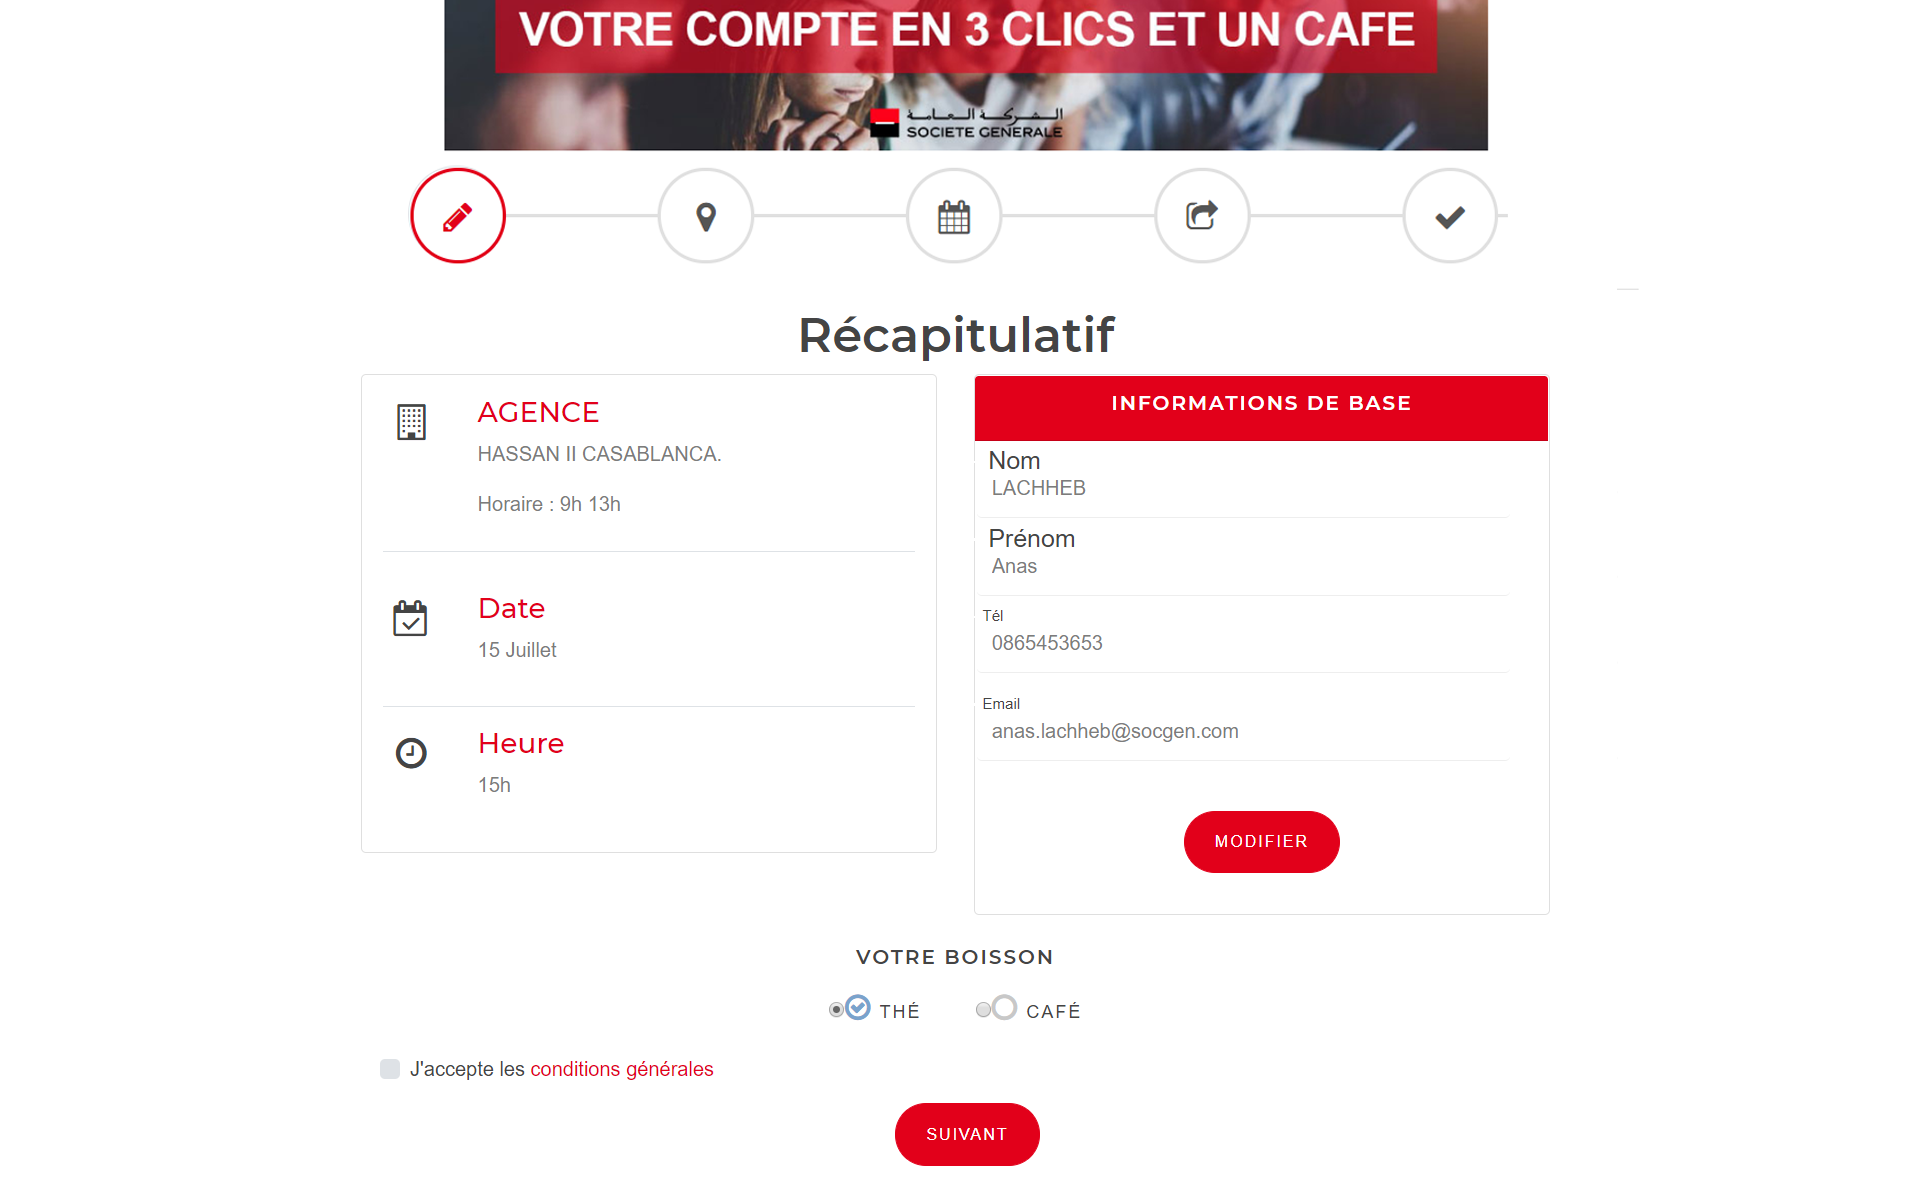 VOTRE COMPTE EN 3 CLICS ET UN CAFE
الشركة العامة
SOCIETE GENERALE
Récapitulatif
AGENCE
HASSAN II CASABLANCA.
Horaire : 9h 13h
Date
15 Juillet
Heure
15h
INFORMATIONS DE BASE
Nom
LACHHEB
Prénom
Anas
Tél
0865453653
Email
anas.lachheb@socgen.com
MODIFIER
VOTRE BOISSON
THÉ CAFÉ
J'accepte les conditions générales
SUIVANT